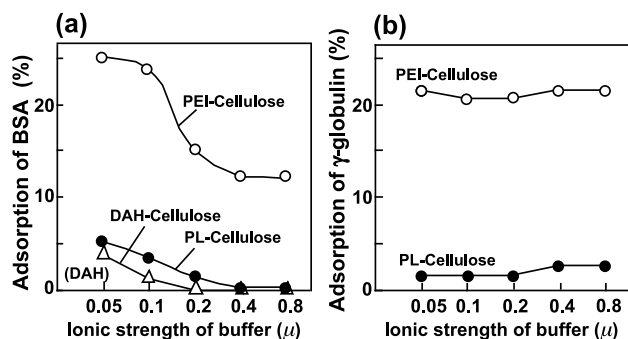 (a)
Adsorption of BSA (%)
20
10
0
PEI-Cellulose
DAH-Cellulose
PL-Cellulose
(DAH)
0.05 0.1 0.2 0.4 0.8
Ionic strength of buffer (μ)
(b)
Adsorption of γ-globulin (%)
20
10
0
PEI-Cellulose
PL-Cellulose
0.05 0.1 0.2 0.4 0.8
Ionic strength of buffer (μ)